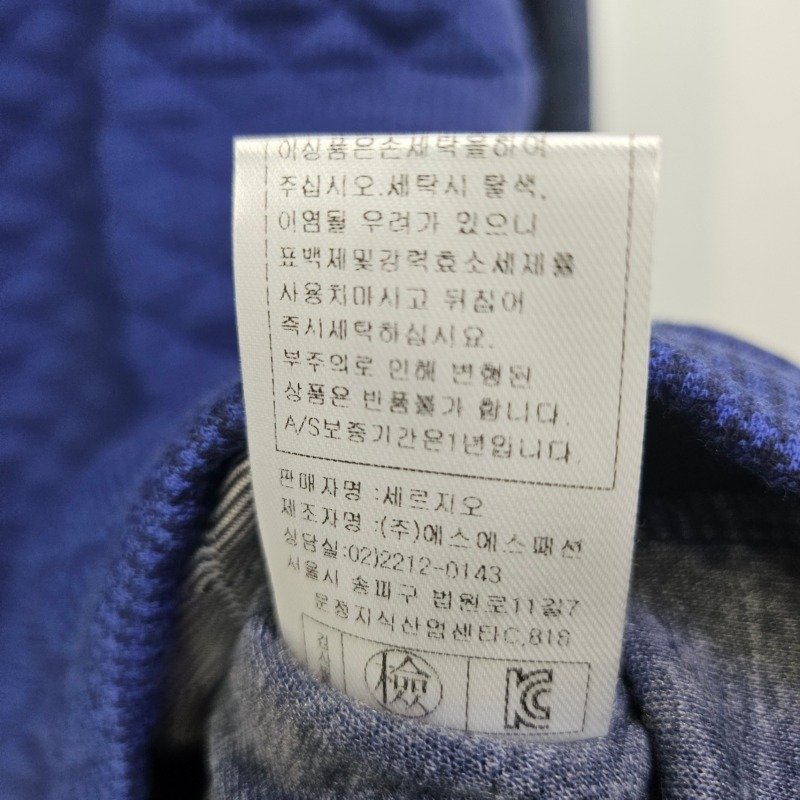 이상품은손세탁을하여
주십시오.세탁시 탈색,
이염될 우려가 있으니
표백제및강력효소세제를
사용치마시고 뒤집어
즉시세탁하십시요.
부주의로 인해 변형된
상품은 반품불가 합니다.
A/S보증기간은1년입니다.
판매자명 :세르지오
제조자명 :(주)에스에스패션
상담실:02)2212-0143
서울시 송파구 법원로11길7
문정지식산업센타C,818
검사필
檢
KC